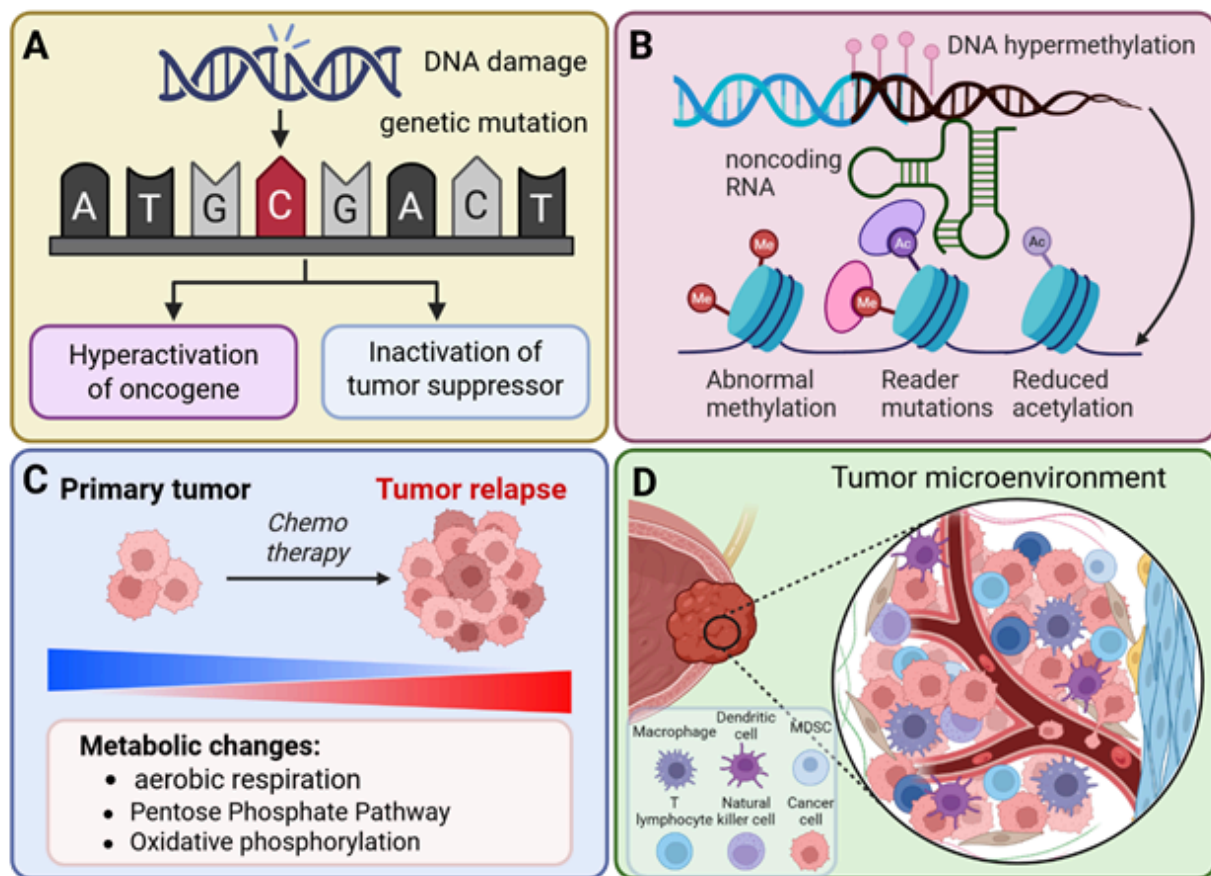 A
DNA damage
genetic mutation
A T G C G A C T
Hyperactivation
of oncogene
Inactivation of
tumor suppressor
B
DNA hypermethylation
noncoding
RNA
Me
Me
Ac
Me
Ac
Abnormal
methylation
Reader
mutations
Reduced
acetylation
C
Primary tumor
Tumor relapse
Chemo
therapy
Metabolic changes:
• aerobic respiration
• Pentose Phosphate Pathway
• Oxidative phosphorylation
D
Tumor microenvironment
Macrophage
Dendritic
cell
MDSC
T
lymphocyte
Natural
killer cell
Cancer
cell